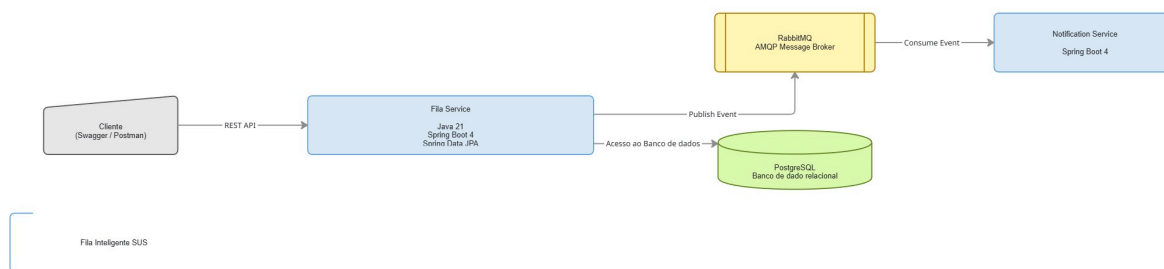 RabbitMQ
AMQP Message Broker
Consume Event
Notification Service
Spring Boot 4
Cliente
(Swagger / Postman)
REST API
Fila Service
Java 21
Spring Boot 4
Spring Data JPA
Publish Event
Acesso ao Banco de dados
PostgreSQL
Banco de dado relacional
Fila Inteligente SUS